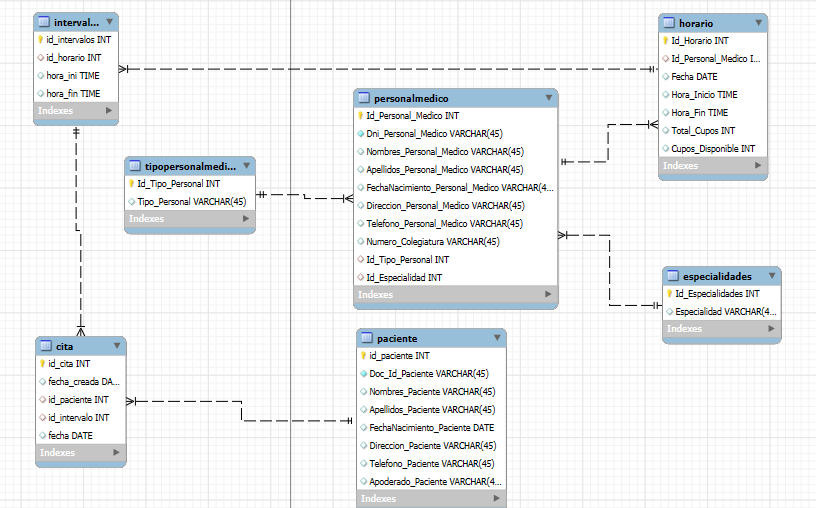 interval...
id_intervalos INT
id_horario INT
hora_ini TIME
hora_fin TIME
Indexes
horario
Id_Horario INT
Id_Personal_Medico I...
Fecha DATE
Hora_Inicio TIME
Hora_Fin TIME
Total_Cupos INT
Cupos_Disponible INT
Indexes
personalmedico
Id_Personal_Medico INT
Dni_Personal_Medico VARCHAR(45)
Nombres_Personal_Medico VARCHAR(45)
Apellidos_Personal_Medico VARCHAR(45)
FechaNacimiento_Personal_Medico VARCHAR(4...
Direccion_Personal_Medico VARCHAR(45)
Telefono_Personal_Medico VARCHAR(45)
Numero_Colegiatura VARCHAR(45)
Id_Tipo_Personal INT
Id_Especialidad INT
Indexes
tipopersonalmedi...
Id_Tipo_Personal INT
Tipo_Personal VARCHAR(45)
Indexes
especialidades
Id_Especialidades INT
Especialidad VARCHAR(4...
Indexes
cita
id_cita INT
fecha_creada DA...
id_paciente INT
id_intervalo INT
fecha DATE
Indexes
paciente
id_paciente INT
Doc_Id_Paciente VARCHAR(45)
Nombres_Paciente VARCHAR(45)
Apellidos_Paciente VARCHAR(45)
FechaNacimiento_Paciente DATE
Direccion_Paciente VARCHAR(45)
Telefono_Paciente VARCHAR(45)
Apoderado_Paciente VARCHAR(4...
Indexes